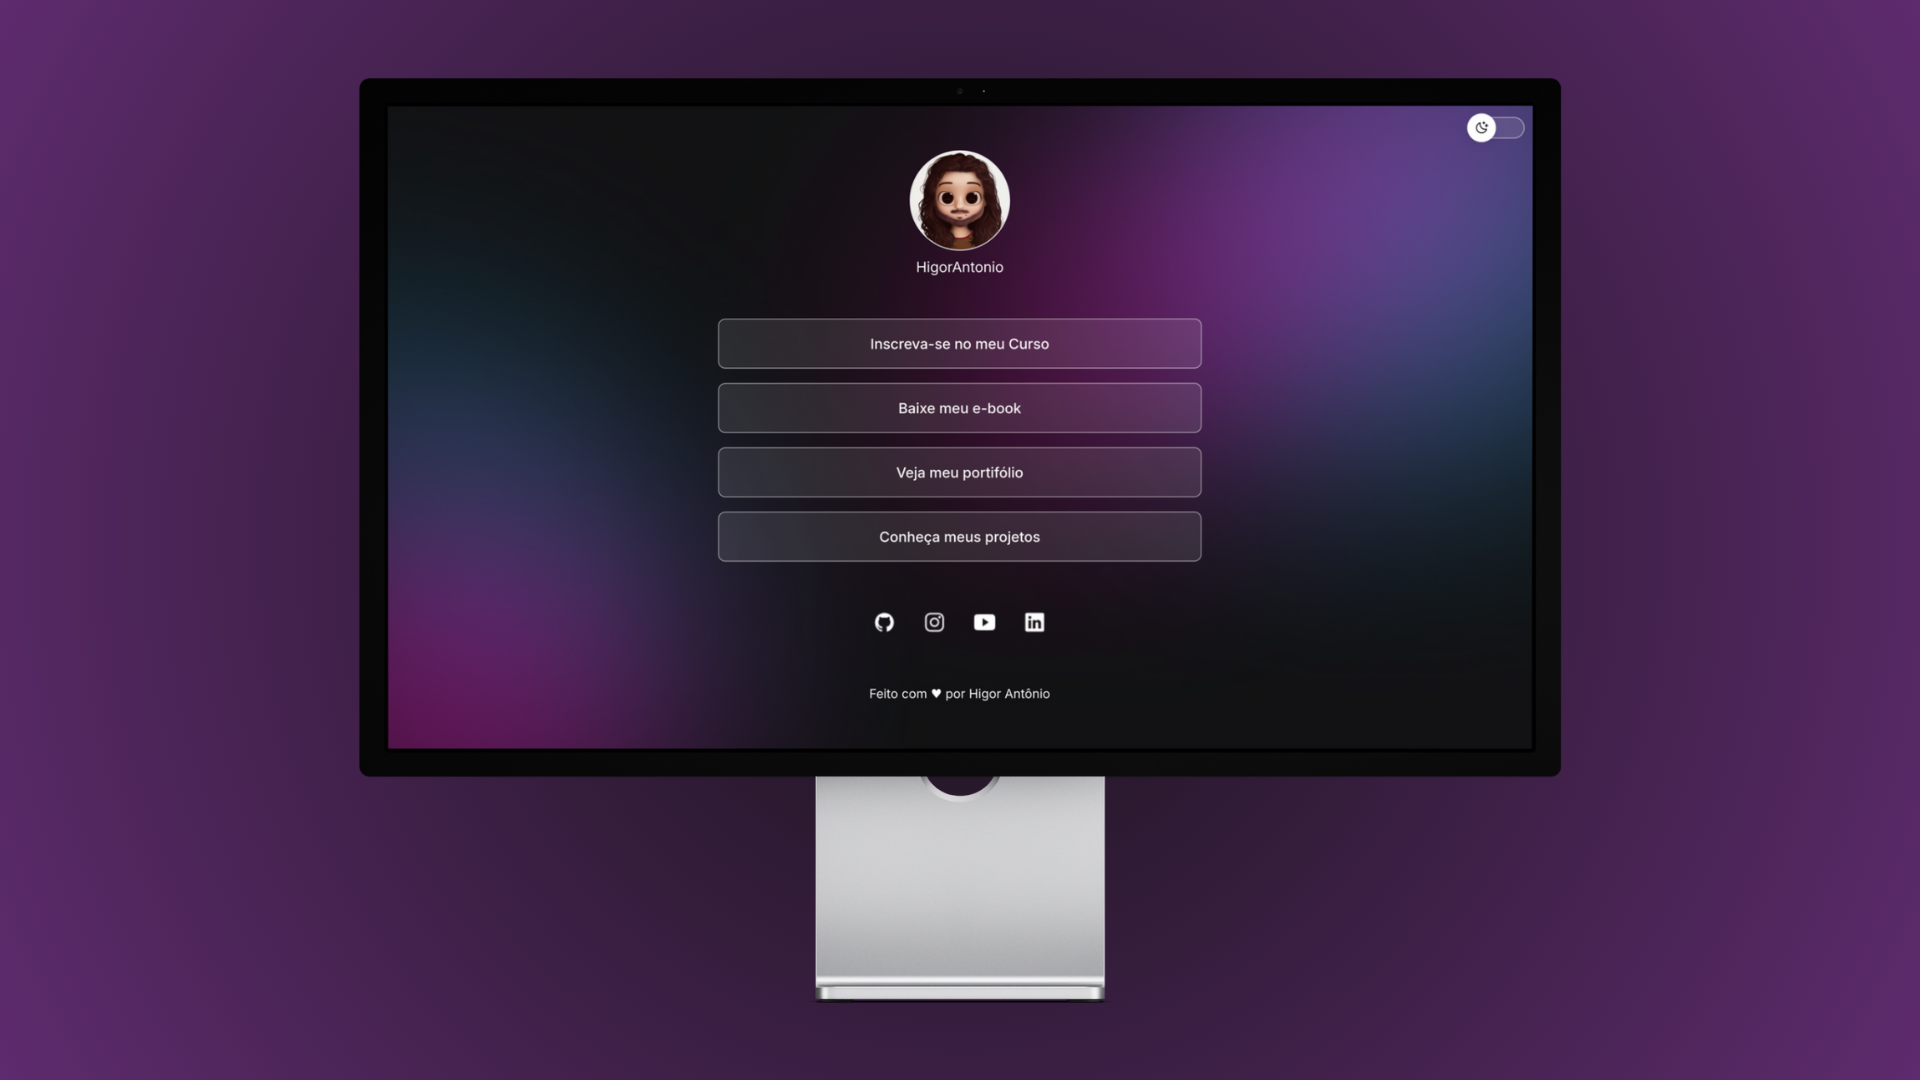 HigorAntonio
Inscreva-se no meu Curso
Baixe meu e-book
Veja meu portifólio
Conheça meus projetos
in
Feito com ♥ por Higor Antônio